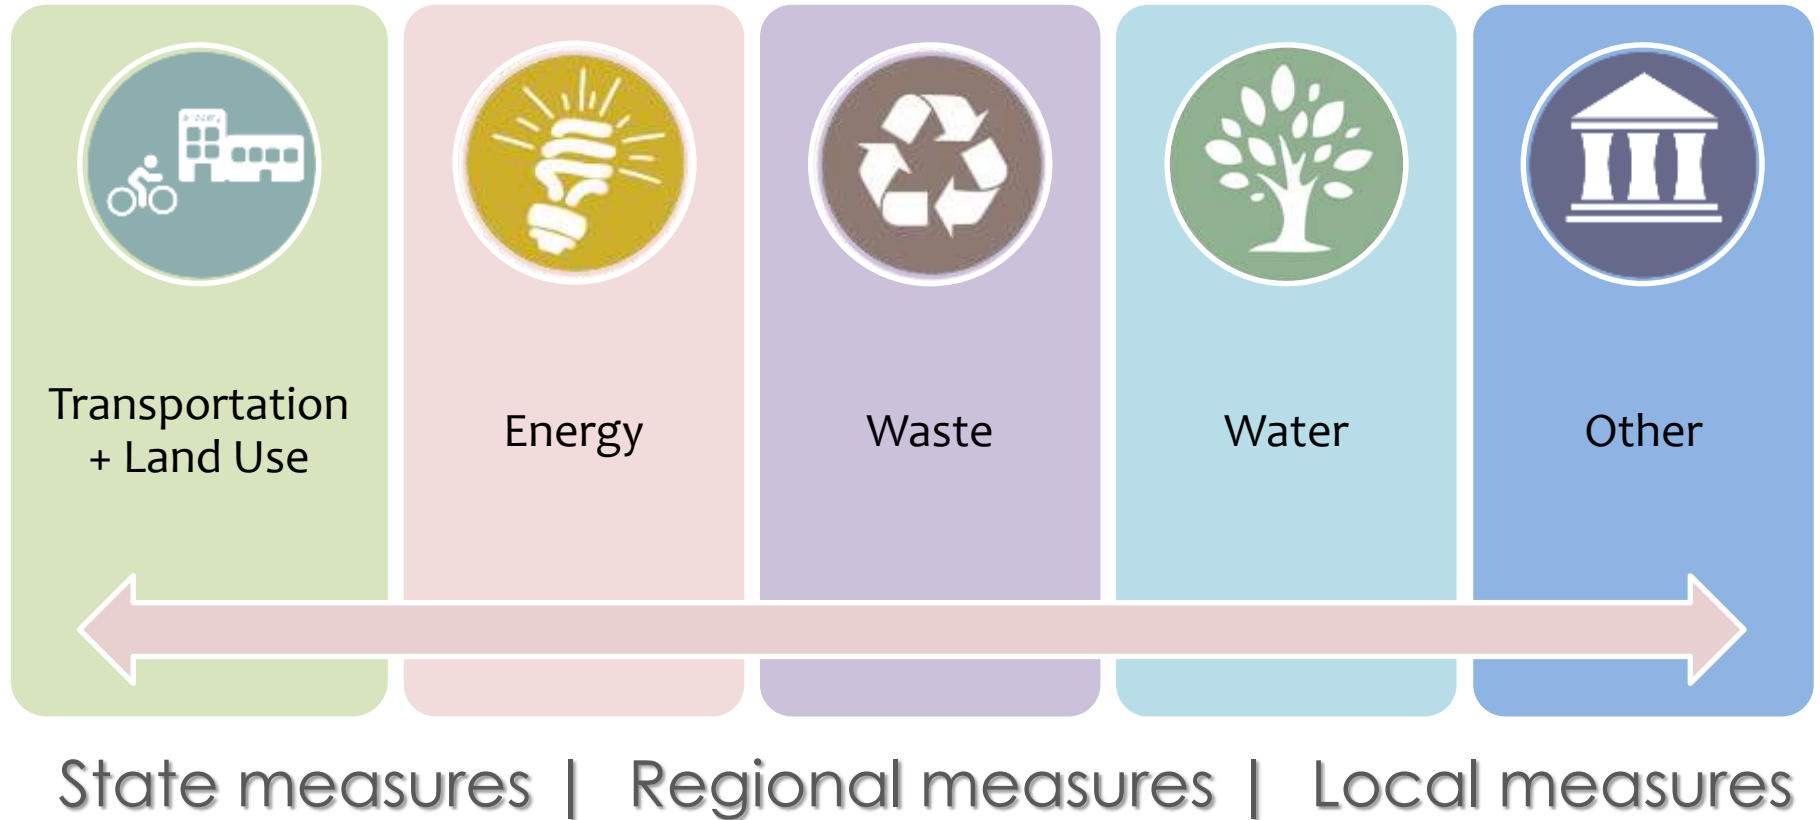 Transportation
+ Land Use
Energy
Waste
Water
Other
State measures | Regional measures | Local measures